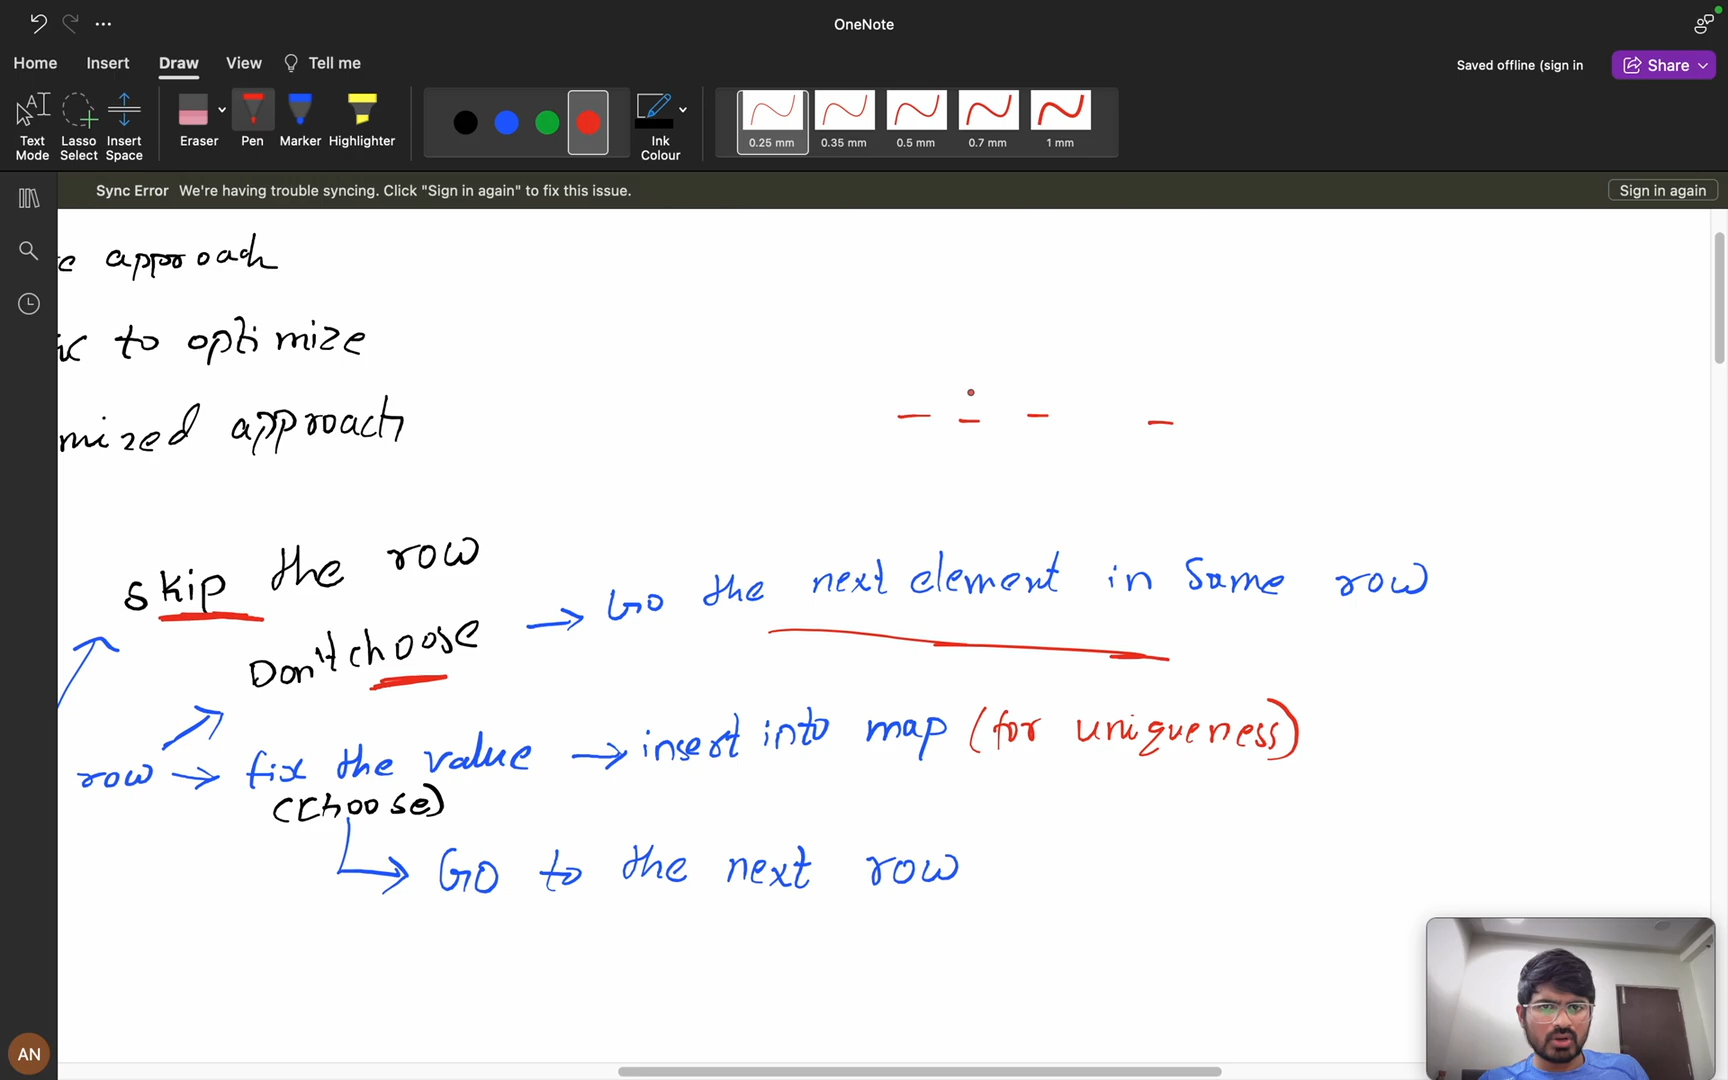 OneNote
Home Insert Draw View Tell me
Saved offline (sign in
Share
Text Mode
Lasso Select
Insert Space
Eraser
Pen
Marker
Highlighter
Ink Colour
0.25 mm
0.35 mm
0.5 mm
0.7 mm
1 mm
Sync Error We're having trouble syncing. Click "Sign in again" to fix this issue.
Sign in again
approach
to optimize
mized approach
skip the row
Don't choose → Go the next element in same row
row → fix the value → insert into map (for uniqueness)
(choose)
Go to the next row
AN